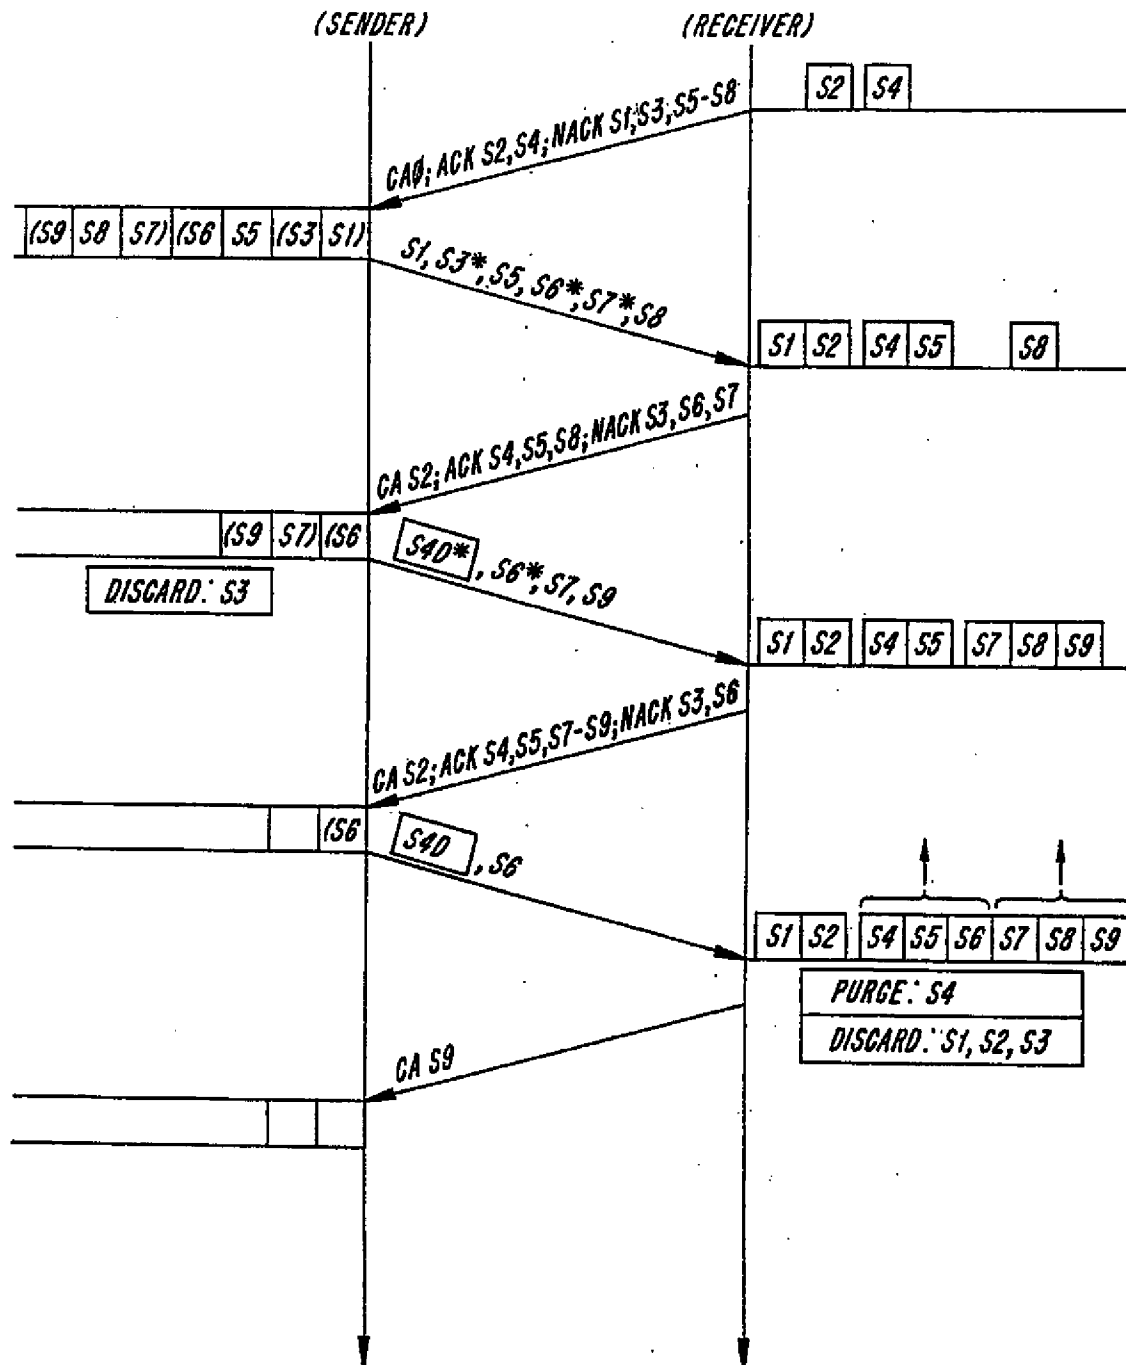 (SENDER)
(RECEIVER)
S2 S4
CAØ; ACK S2,S4; NACK S1,S3,S5-S8
(S9 S8 S7) (S6 S5 (S3 S1)
S1, S3*, S5, S6*, S7*, S8
S1 S2 S4 S5 S8
CA S2; ACK S4,S5,S8; NACK S3,S6,S7
(S9 S7) (S6
S4D*, S6*, S7, S9
DISCARD: S3
S1 S2 S4 S5 S7 S8 S9
CA S2; ACK S4,S5,S7-S9; NACK S3,S6
(S6
S4D, S6
S1 S2 S4 S5 S6 S7 S8 S9
PURGE: S4
DISCARD: S1, S2, S3
CA S9